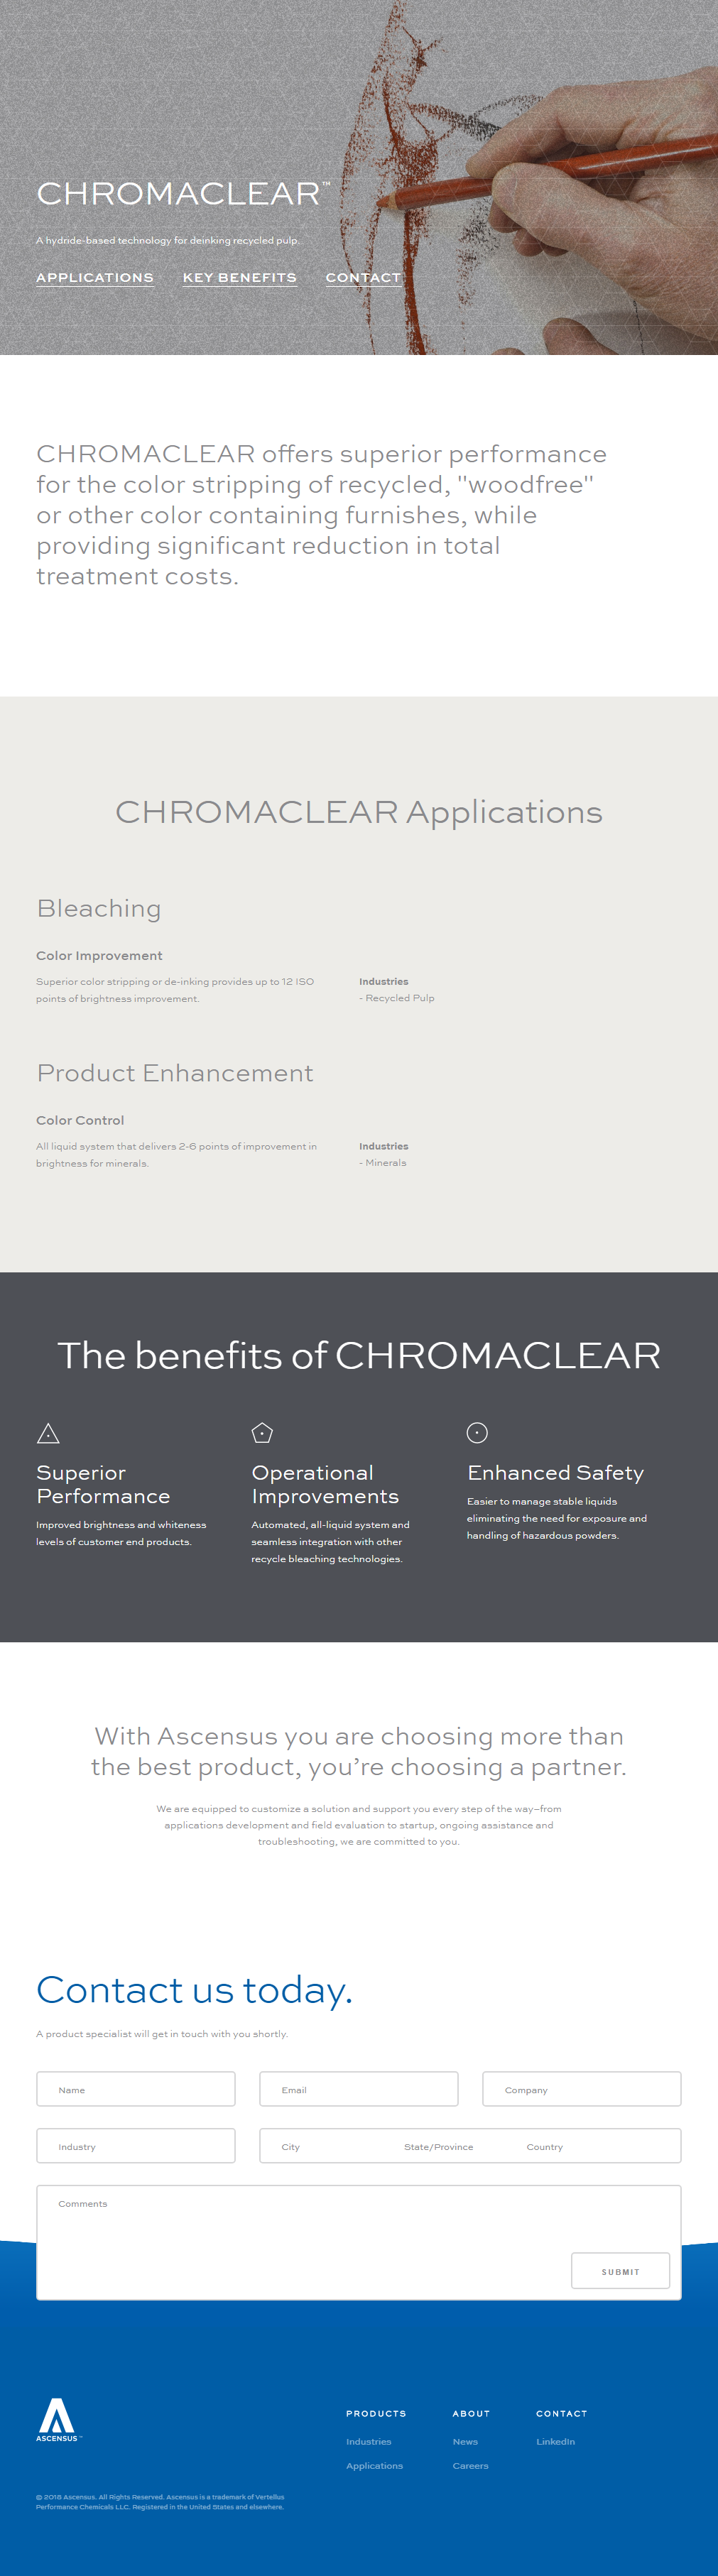 CHROMACLEAR™
A hydride-based technology for deinking recycled pulp.
APPLICATIONS KEY BENEFITS CONTACT
CHROMACLEAR offers superior performance
for the color stripping of recycled, "woodfree"
or other color containing furnishes, while
providing significant reduction in total
treatment costs.
CHROMACLEAR Applications
Bleaching
Color Improvement
Superior color stripping or de-inking provides up to 12 ISO
points of brightness improvement.
Industries
- Recycled Pulp
Product Enhancement
Color Control
All liquid system that delivers 2-6 points of improvement in
brightness for minerals.
Industries
- Minerals
The benefits of CHROMACLEAR
Superior
Performance
Improved brightness and whiteness
levels of customer end products.
Operational
Improvements
Automated, all-liquid system and
seamless integration with other
recycle bleaching technologies.
Enhanced Safety
Easier to manage stable liquids
eliminating the need for exposure and
handling of hazardous powders.
With Ascensus you are choosing more than
the best product, you’re choosing a partner.
We are equipped to customize a solution and support you every step of the way–from
applications development and field evaluation to startup, ongoing assistance and
troubleshooting, we are committed to you.
Contact us today.
A product specialist will get in touch with you shortly.
Name Email Company
Industry City State/Province Country
Comments
SUBMIT
ASCENSUS™
PRODUCTS
Industries
Applications
ABOUT
News
Careers
CONTACT
LinkedIn
© 2018 Ascensus. All Rights Reserved. Ascensus is a trademark of Vertellus
Performance Chemicals LLC. Registered in the United States and elsewhere.